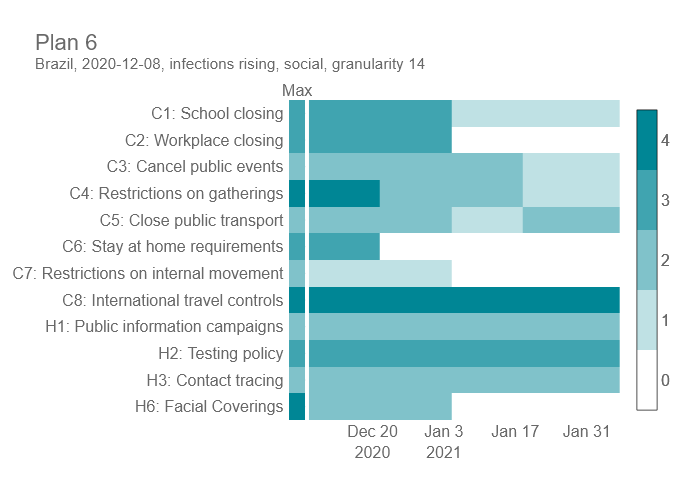 Plan 6
Brazil, 2020-12-08, infections rising, social, granularity 14
Max
C1: School closing
C2: Workplace closing
C3: Cancel public events
C4: Restrictions on gatherings
C5: Close public transport
C6: Stay at home requirements
C7: Restrictions on internal movement
C8: International travel controls
H1: Public information campaigns
H2: Testing policy
H3: Contact tracing
H6: Facial Coverings
4
3
2
1
0
Dec 20 Jan 3 Jan 17 Jan 31
2020 2021